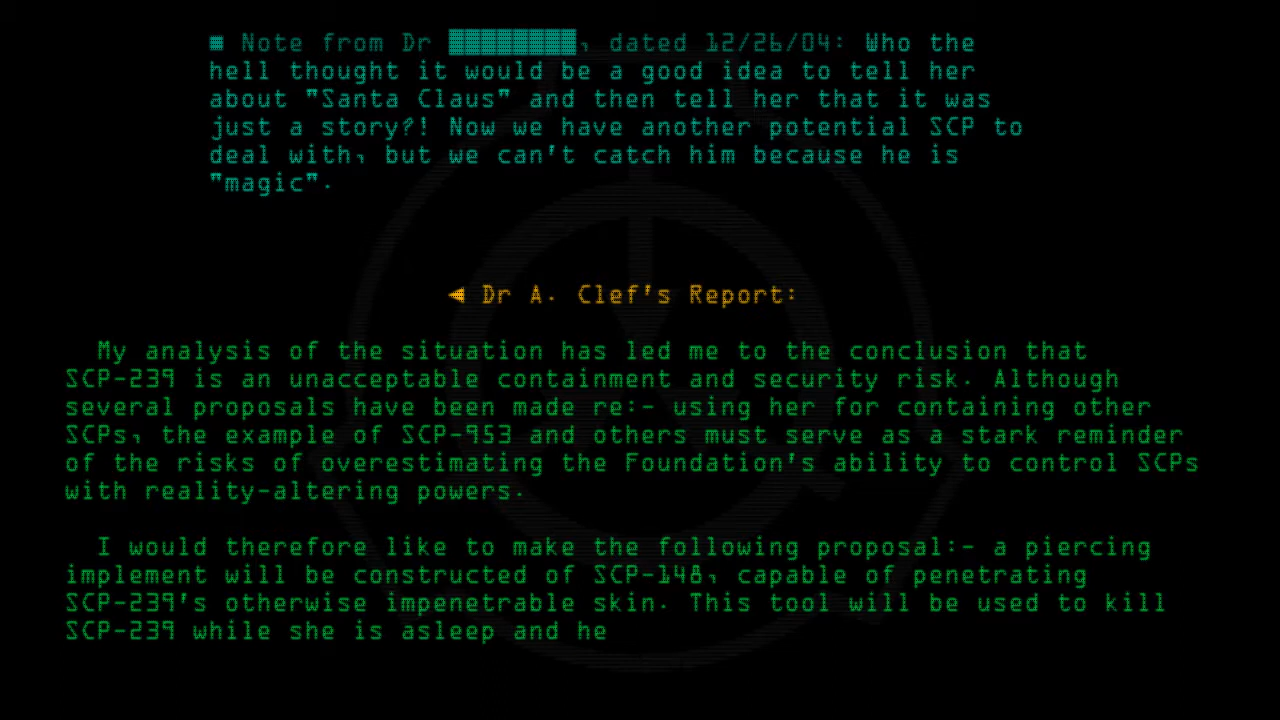 ■ Note from Dr ████████, dated 12/26/04: Who the
hell thought it would be a good idea to tell her
about "Santa Claus" and then tell her that it was
just a story?! Now we have another potential SCP to
deal with, but we can't catch him because he is
"magic".
◄ Dr A. Clef's Report:
My analysis of the situation has led me to the conclusion that
SCP-239 is an unacceptable containment and security risk. Although
several proposals have been made re:- using her for containing other
SCPs, the example of SCP-953 and others must serve as a stark reminder
of the risks of overestimating the Foundation's ability to control SCPs
with reality-altering powers.
I would therefore like to make the following proposal:- a piercing
implement will be constructed of SCP-148, capable of penetrating
SCP-239's otherwise impenetrable skin. This tool will be used to kill
SCP-239 while she is asleep and he